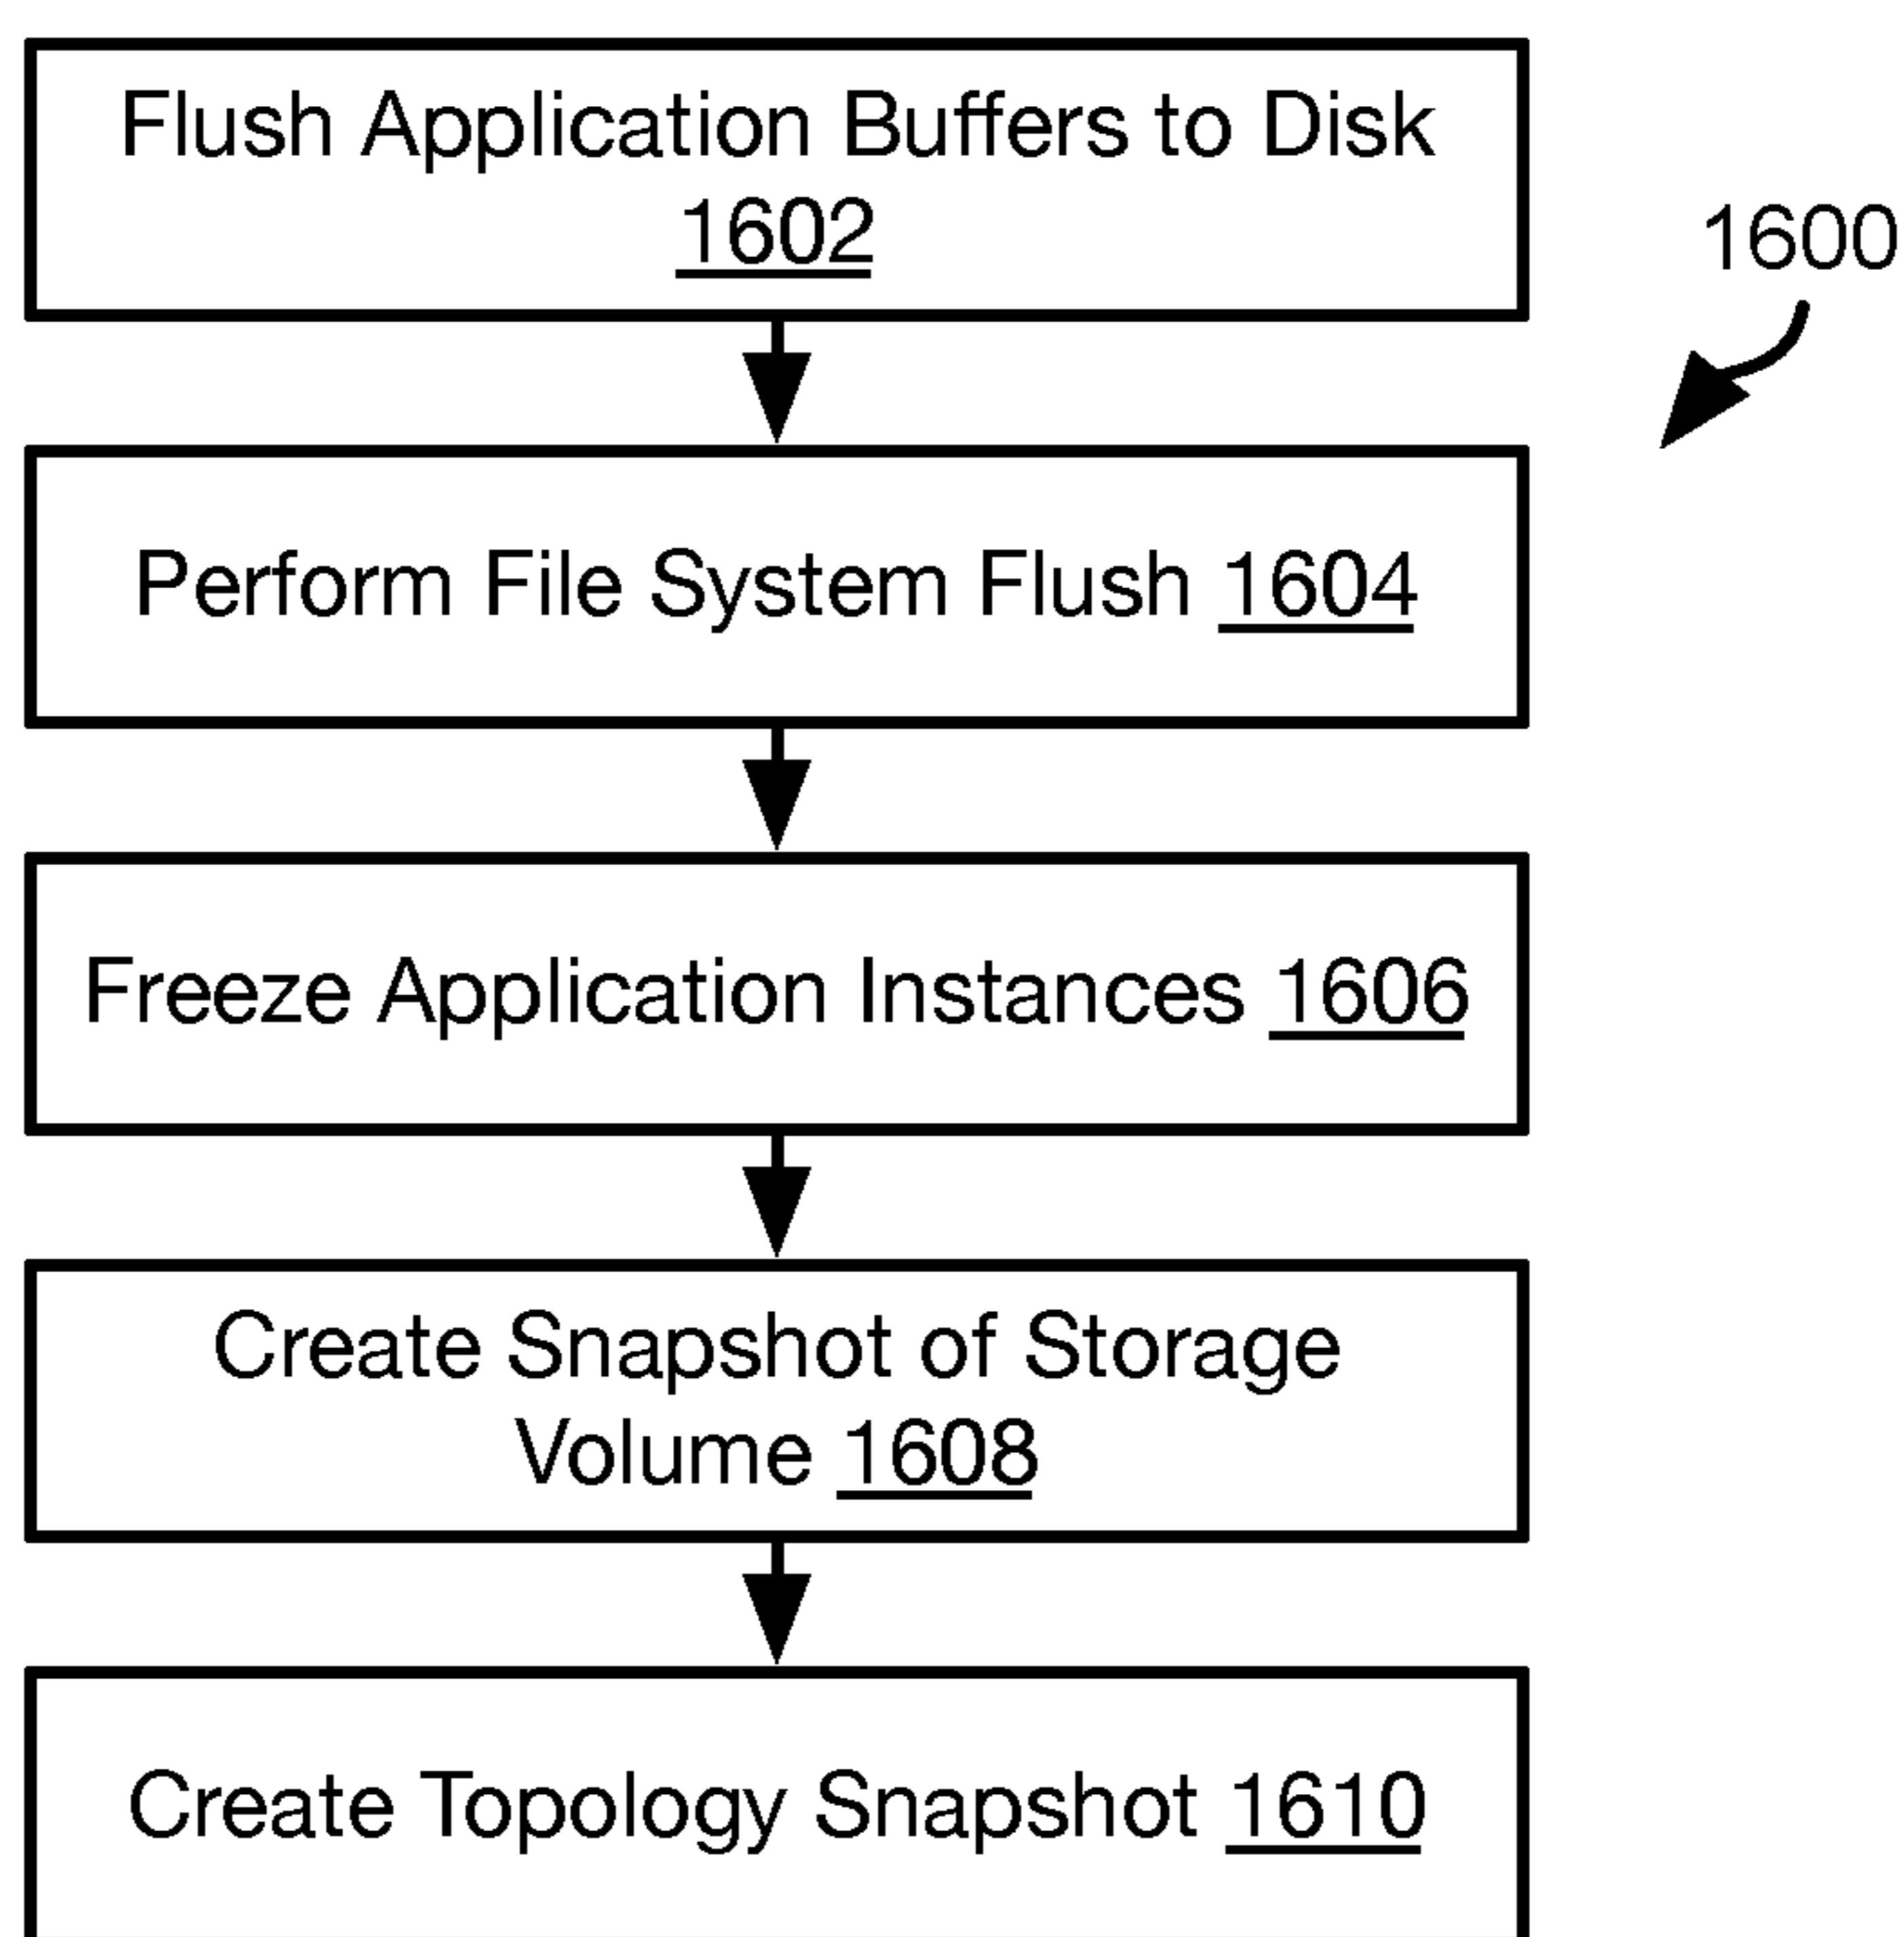 Flush Application Buffers to Disk
1602
1600
Perform File System Flush 1604
Freeze Application Instances 1606
Create Snapshot of Storage
Volume 1608
Create Topology Snapshot 1610